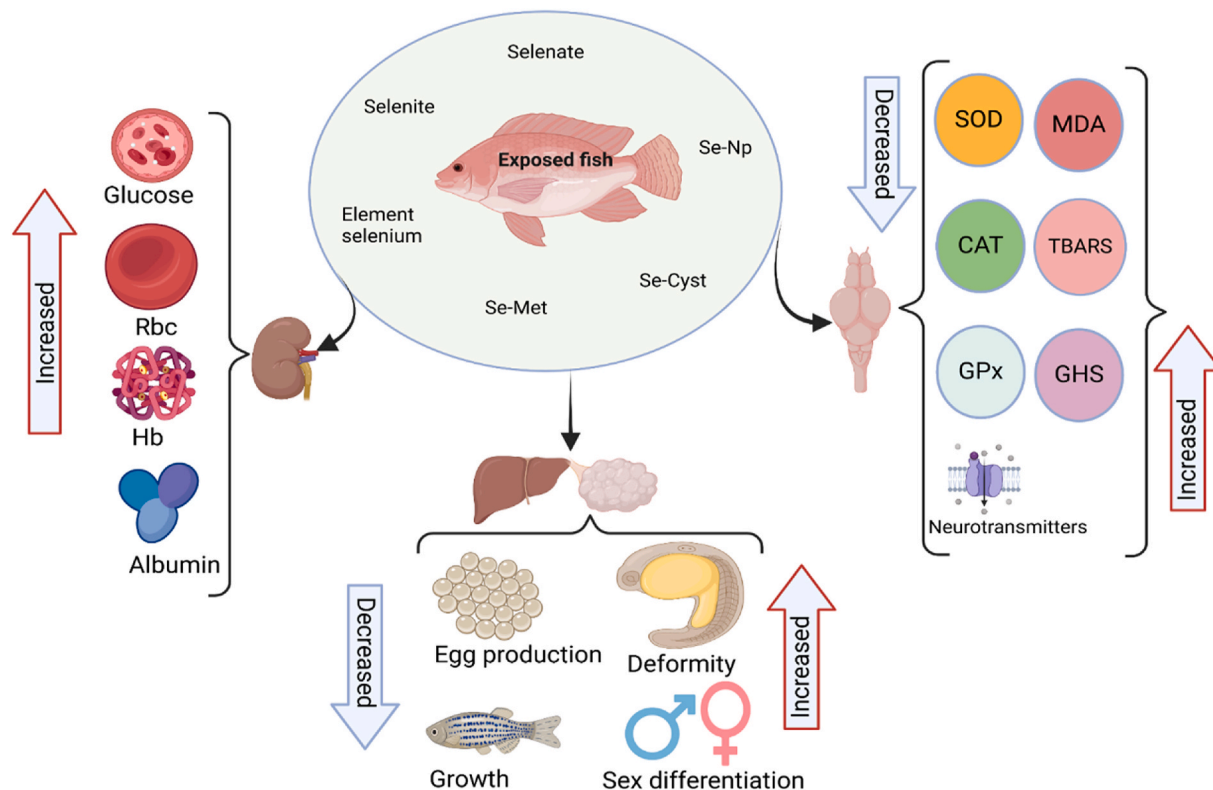 Selenate
Selenite
Exposed fish
Se-Np
Element
selenium
Se-Cyst
Se-Met
Increased
Glucose
Rbc
Hb
Albumin
Decreased
SOD
MDA
CAT
TBARS
GPx
GHS
Neurotransmitters
Increased
Decreased
Egg production
Deformity
Growth
Sex differentiation
Increased